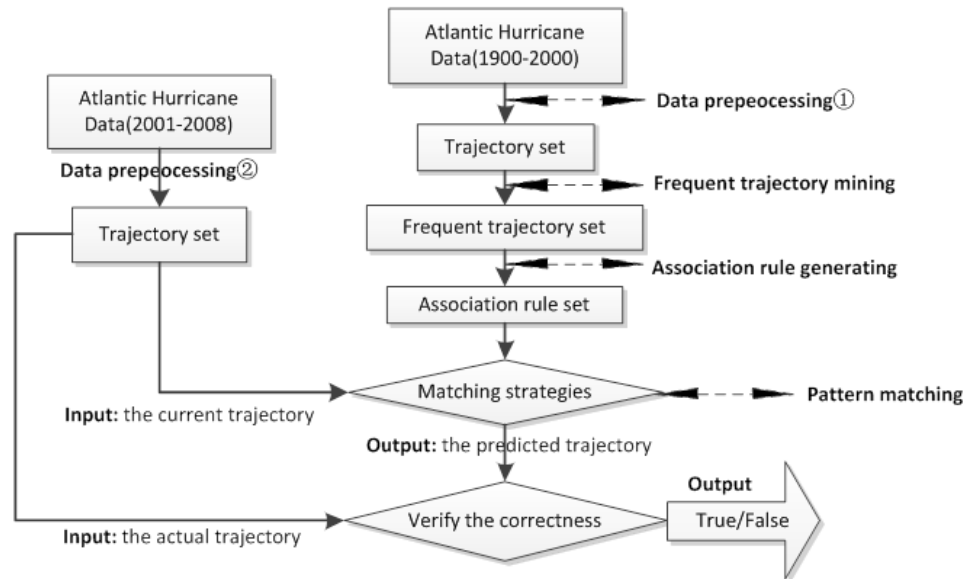 Atlantic Hurricane
Data(1900-2000)
Data prepeocessing①
Trajectory set
Frequent trajectory mining
Frequent trajectory set
Association rule generating
Association rule set
Matching strategies
Pattern matching
Atlantic Hurricane
Data(2001-2008)
Data prepeocessing②
Trajectory set
Input: the current trajectory
Output: the predicted trajectory
Verify the correctness
Input: the actual trajectory
Output
True/False